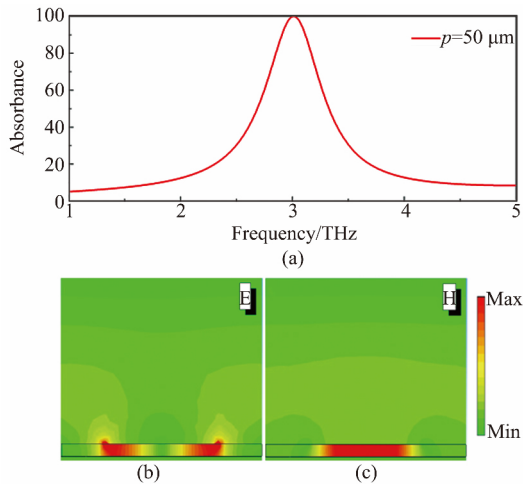 100
80
60
40
20
0
Absorbance
p=50 μm
1 2 3 4 5
Frequency/THz
(a)
E
H
Max
Min
(b)
(c)